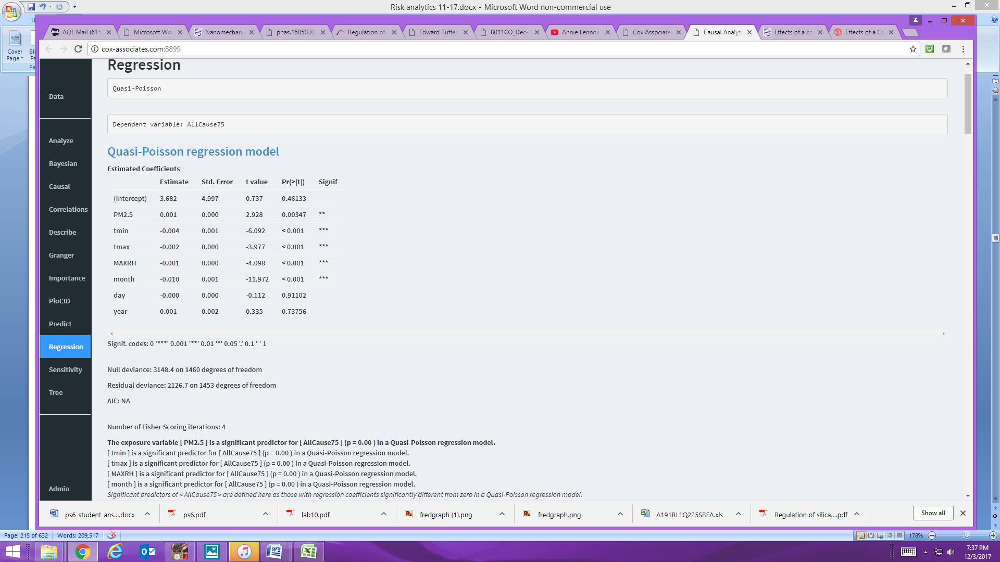 Risk analytics 11-17.docx - Microsoft Word non-commercial use
AOL Mail (615
Microsoft Wor
Nanomechani
pnas.1605030
Regulation of
Edward Tufte
8011CO_Dec-
Annie Lennox
Cox Associate
Causal Analyti
Effects of a co
Effects of a Co
cox-associates.com:8899
Cover
Page
Regression
Quasi-Poisson
Dependent variable: AllCause75
Quasi-Poisson regression model
Estimated Coefficients
Estimate Std. Error t value Pr(>|t|) Signif
(Intercept) 3.682 4.997 0.737 0.46133
PM2.5 0.001 0.000 2.928 0.00347 **
tmin -0.004 0.001 -6.092 < 0.001 ***
tmax -0.002 0.000 -3.977 < 0.001 ***
MAXRH -0.001 0.000 -4.098 < 0.001 ***
month -0.010 0.001 -11.972 < 0.001 ***
day -0.000 0.000 -0.112 0.91102
year 0.001 0.002 0.335 0.73756
Signif. codes: 0 '***' 0.001 '**' 0.01 '*' 0.05 '.' 0.1 ' ' 1
Null deviance: 3148.4 on 1460 degrees of freedom
Residual deviance: 2126.7 on 1453 degrees of freedom
AIC: NA
Number of Fisher Scoring iterations: 4
The exposure variable [ PM2.5 ] is a significant predictor for [ AllCause75 ] (p = 0.00 ) in a Quasi-Poisson regression model.
[ tmin ] is a significant predictor for [ AllCause75 ] (p = 0.00 ) in a Quasi-Poisson regression model.
[ tmax ] is a significant predictor for [ AllCause75 ] (p = 0.00 ) in a Quasi-Poisson regression model.
[ MAXRH ] is a significant predictor for [ AllCause75 ] (p = 0.00 ) in a Quasi-Poisson regression model.
[ month ] is a significant predictor for [ AllCause75 ] (p = 0.00 ) in a Quasi-Poisson regression model.
Significant predictors of < AllCause75 > are defined here as those with regression coefficients significantly different from zero in a Quasi-Poisson regression model.
Data
Analyze
Bayesian
Causal
Correlations
Describe
Granger
Importance
Plot3D
Predict
Regression
Sensitivity
Tree
Admin
ps6_student_ans....docx
ps6.pdf
lab10.pdf
fredgraph (1).png
fredgraph.png
A191RL1Q225SBEA.xls
Regulation of silica....pdf
Show all
Page: 215 of 632
Words: 209,517
178%
7:37 PM
12/3/2017